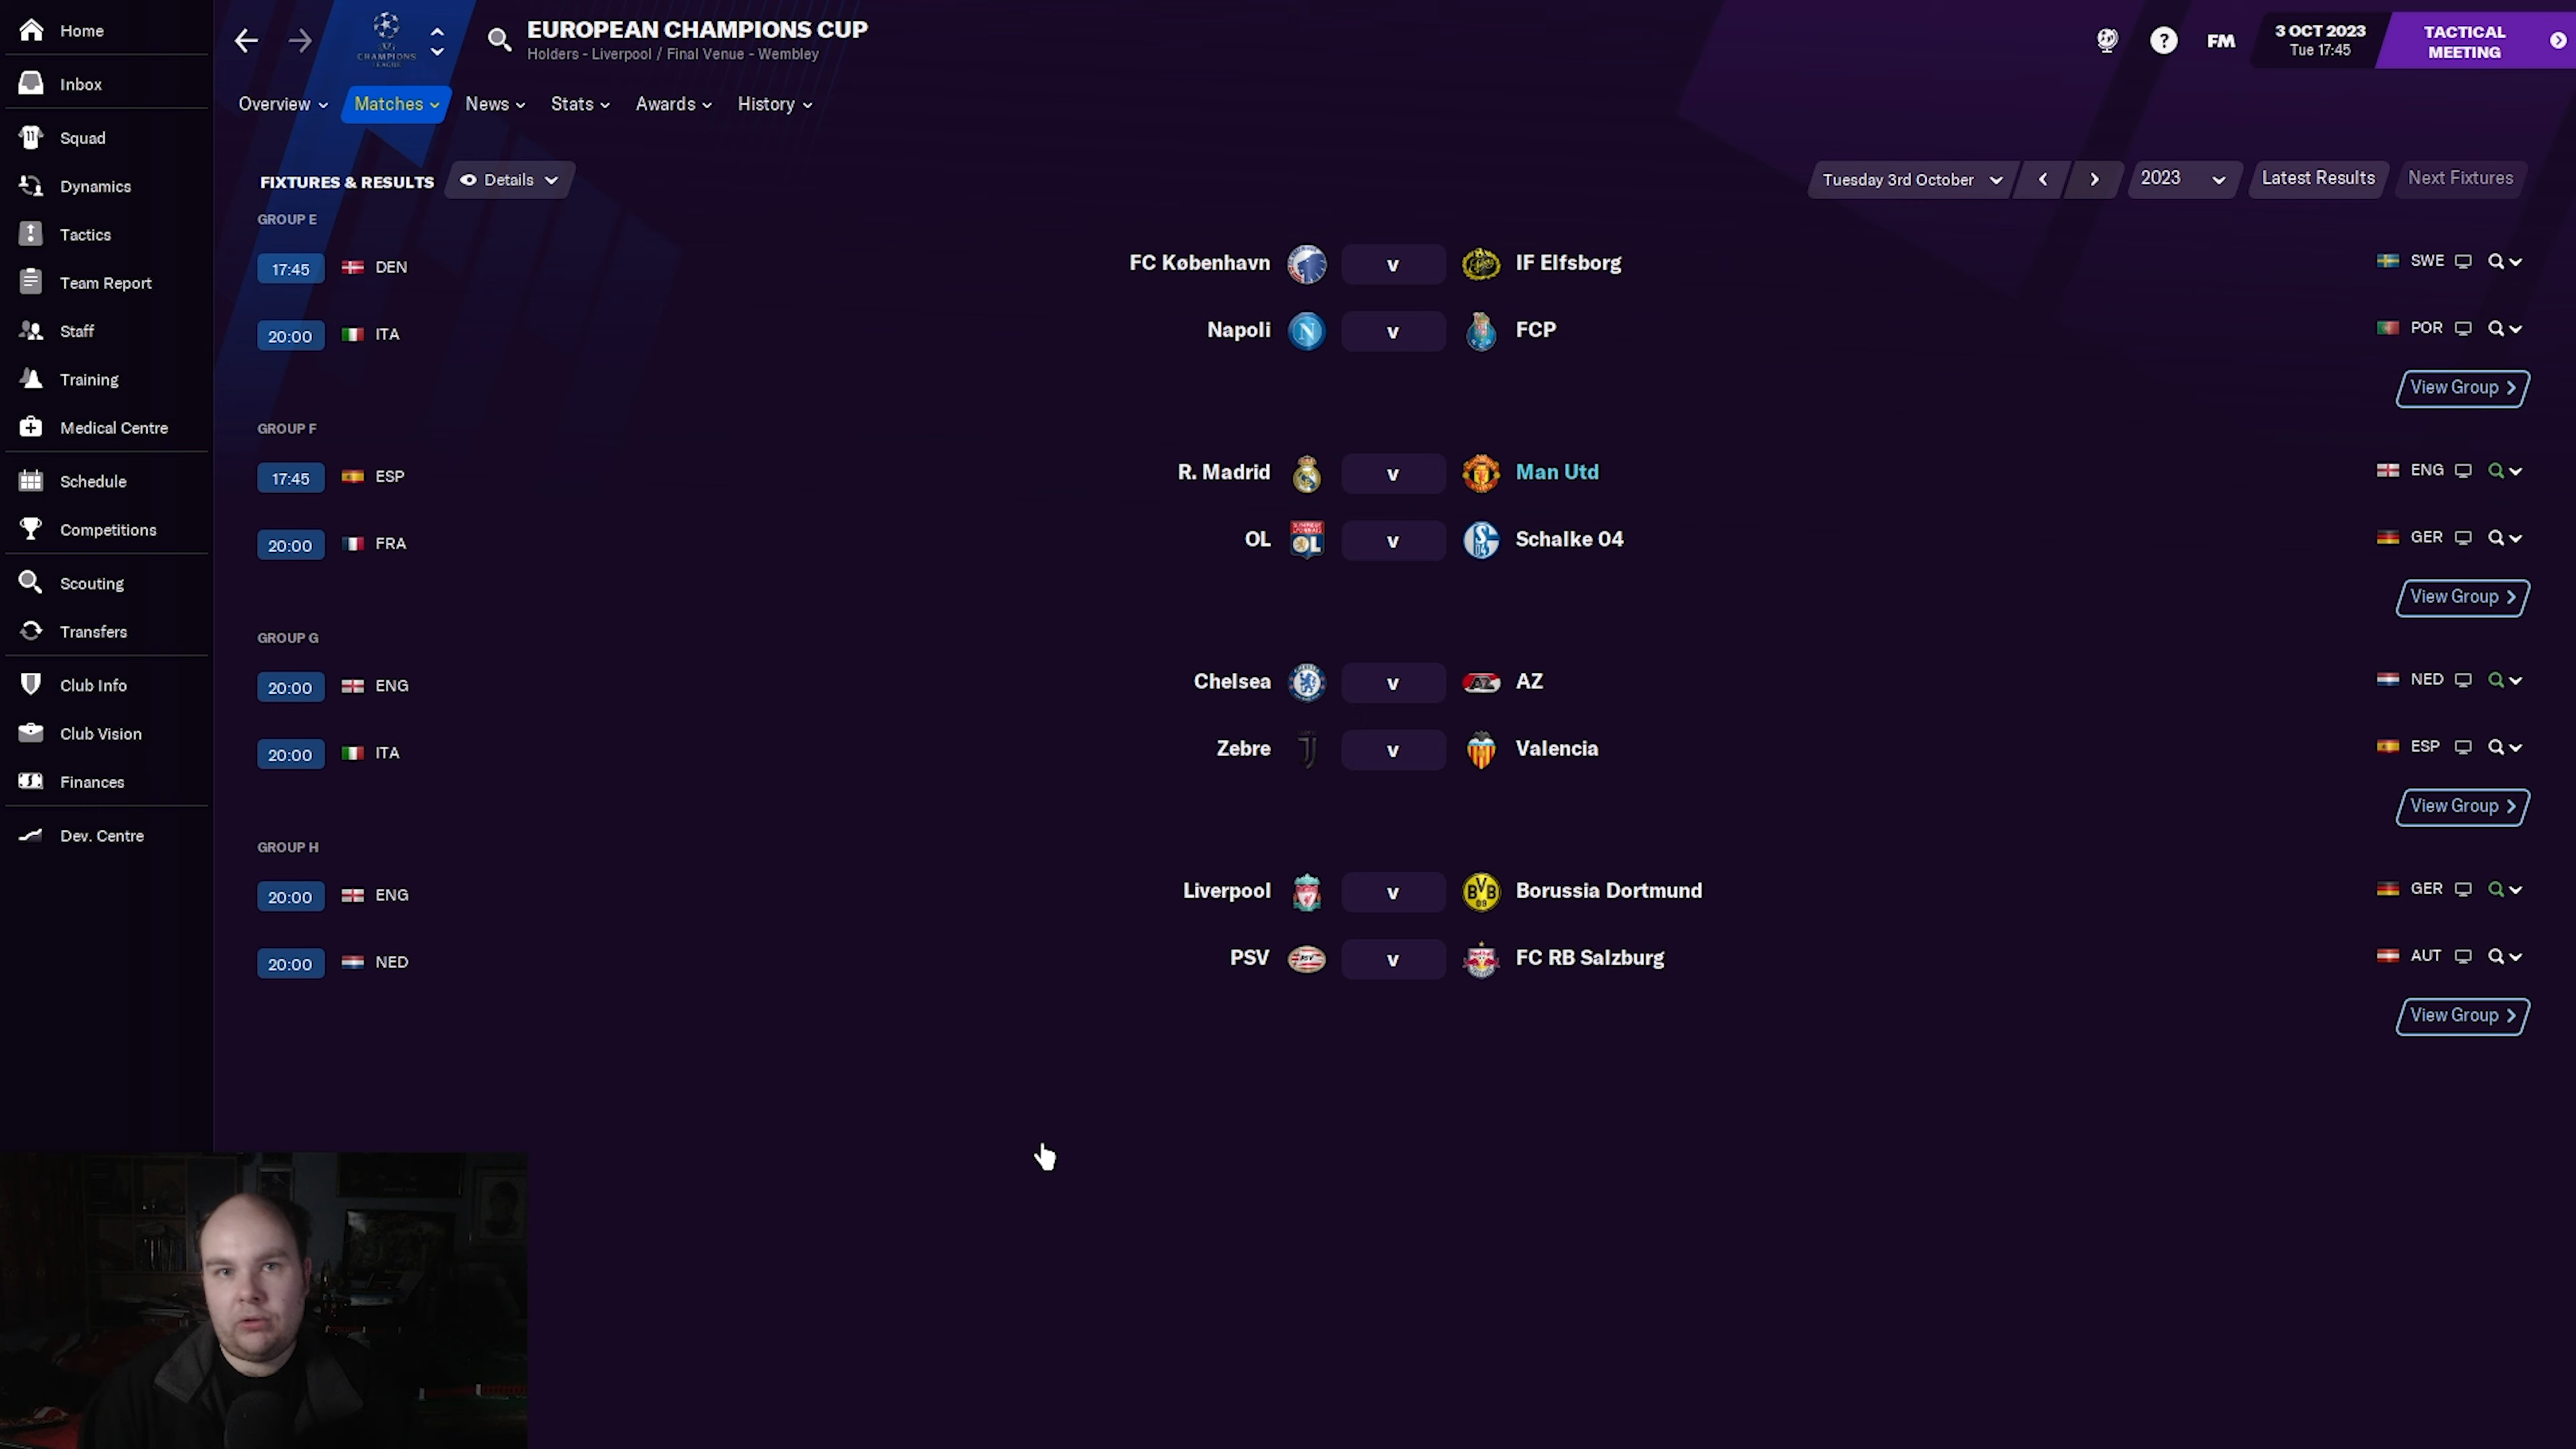 Home
Inbox
Squad
Dynamics
Tactics
Team Report
Staff
Training
Medical Centre
Schedule
Competitions
Scouting
Transfers
Club Info
Club Vision
Finances
Dev. Centre
CHAMPIONS
LEAGUE
EUROPEAN CHAMPIONS CUP
Holders - Liverpool / Final Venue - Wembley
? FM 3 OCT 2023
Tue 17:45
TACTICAL
MEETING
Overview Matches News Stats Awards History
FIXTURES & RESULTS Details Tuesday 3rd October 2023 Latest Results Next Fixtures
GROUP E
17:45 DEN FC København v IF Elfsborg SWE
20:00 ITA Napoli v FCP POR
View Group
GROUP F
17:45 ESP R. Madrid v Man Utd ENG
20:00 FRA OL v Schalke 04 GER
View Group
GROUP G
20:00 ENG Chelsea v AZ NED
20:00 ITA Zebre v Valencia ESP
View Group
GROUP H
20:00 ENG Liverpool v Borussia Dortmund GER
20:00 NED PSV v FC RB Salzburg AUT
View Group